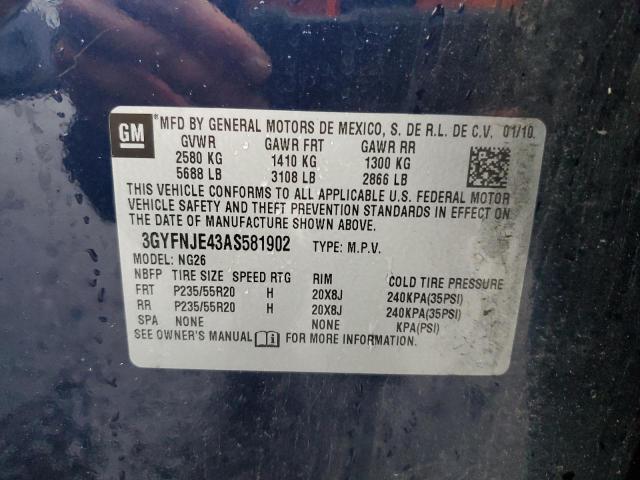 GM
*MFD BY GENERAL MOTORS DE MEXICO, S. DE R.L. DE C.V. 01/10
GVWR GAWR FRT GAWR RR
2580 KG 1410 KG 1300 KG
5688 LB 3108 LB 2866 LB
THIS VEHICLE CONFORMS TO ALL APPLICABLE U.S. FEDERAL MOTOR
VEHICLE SAFETY AND THEFT PREVENTION STANDARDS IN EFFECT ON
THE DATE OF MANUFACTURE SHOWN ABOVE.
3GYFNJE43AS581902 TYPE: M.P.V.
MODEL: NG26
NBFP TIRE SIZE SPEED RTG RIM COLD TIRE PRESSURE
FRT P235/55R20 H 20X8J 240KPA(35PSI)
RR P235/55R20 H 20X8J 240KPA(35PSI)
SPA NONE NONE KPA(PSI)
SEE OWNER'S MANUAL FOR MORE INFORMATION.